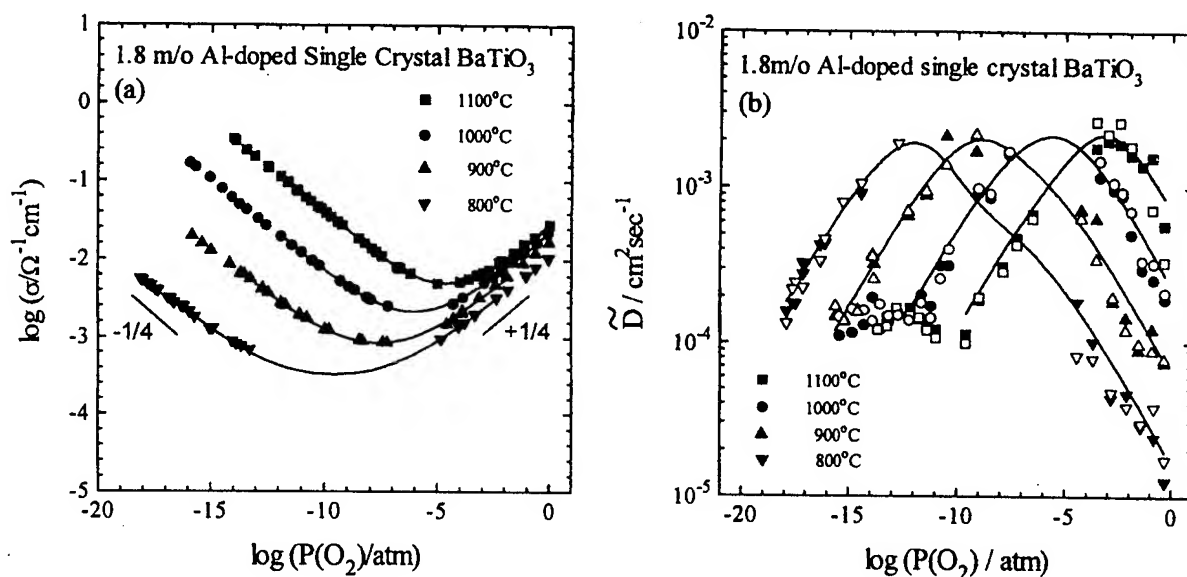 1.8 m/o Al-doped Single Crystal BaTiO3
(a)
1100°C
1000°C
900°C
800°C
-1/4
+1/4
1
0
-1
-2
-3
-4
-5
-20
-15
-10
-5
0
log (σ/Ω-1cm-1)
log (P(O2)/atm)
1.8m/o Al-doped single crystal BaTiO3
(b)
1100°C
1000°C
900°C
800°C
10-2
10-3
10-4
10-5
-20
-15
-10
-5
0
D̃ / cm2sec-1
log (P(O2) / atm)